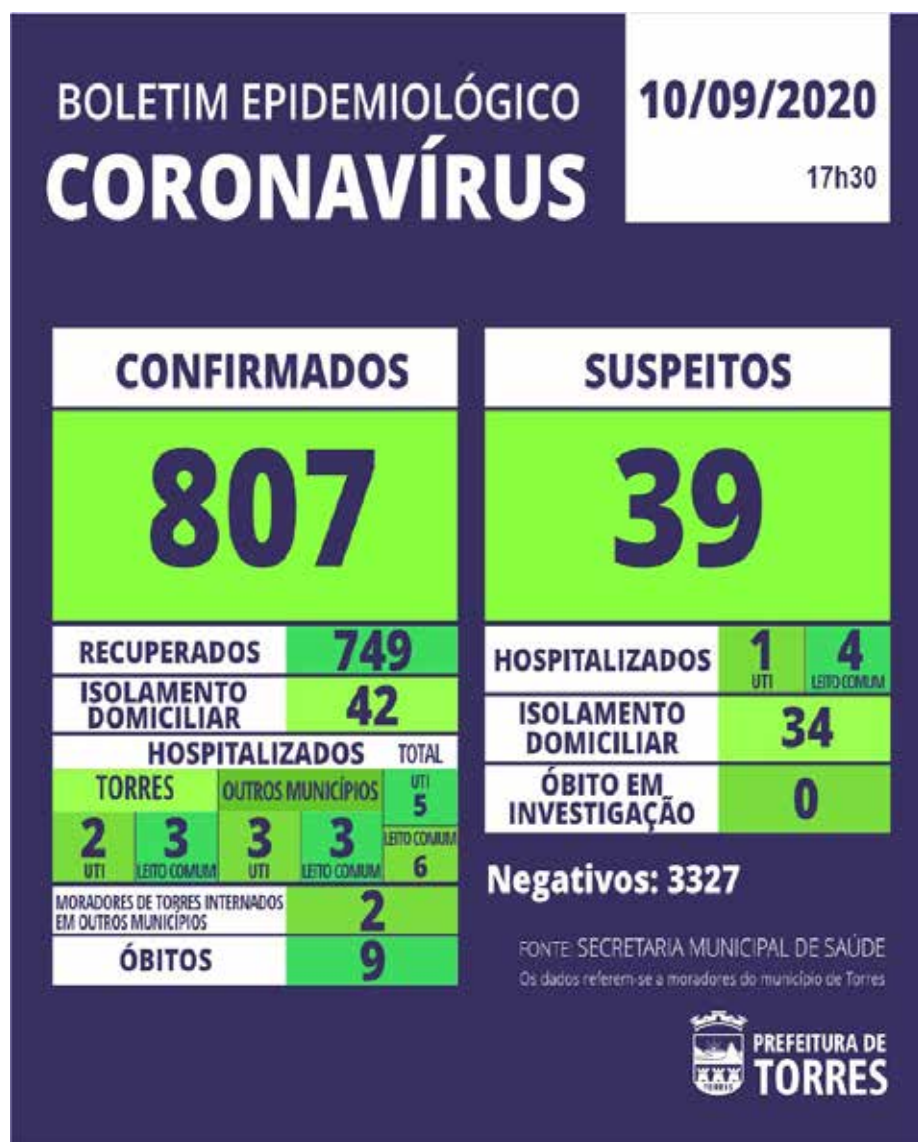 BOLETIM EPIDEMIOLÓGICO
CORONAVÍRUS
10/09/2020
17h30
CONFIRMADOS
807
RECUPERADOS 749
ISOLAMENTO
DOMICILIAR 42
HOSPITALIZADOS TOTAL
TORRES OUTROS MUNICÍPIOS UTI
5
2 3 3 3 LEITO COMUM
UTI LEITO COMUM UTI LEITO COMUM 6
MORADORES DE TORRES INTERNADOS
EM OUTROS MUNICÍPIOS 2
ÓBITOS 9
SUSPEITOS
39
HOSPITALIZADOS 1 4
UTI LEITO COMUM
ISOLAMENTO
DOMICILIAR 34
ÓBITO EM
INVESTIGAÇÃO 0
Negativos: 3327
FONTE: SECRETARIA MUNICIPAL DE SAÚDE
Os dados referem-se a moradores do município de Torres
TORRES
PREFEITURA DE
TORRES